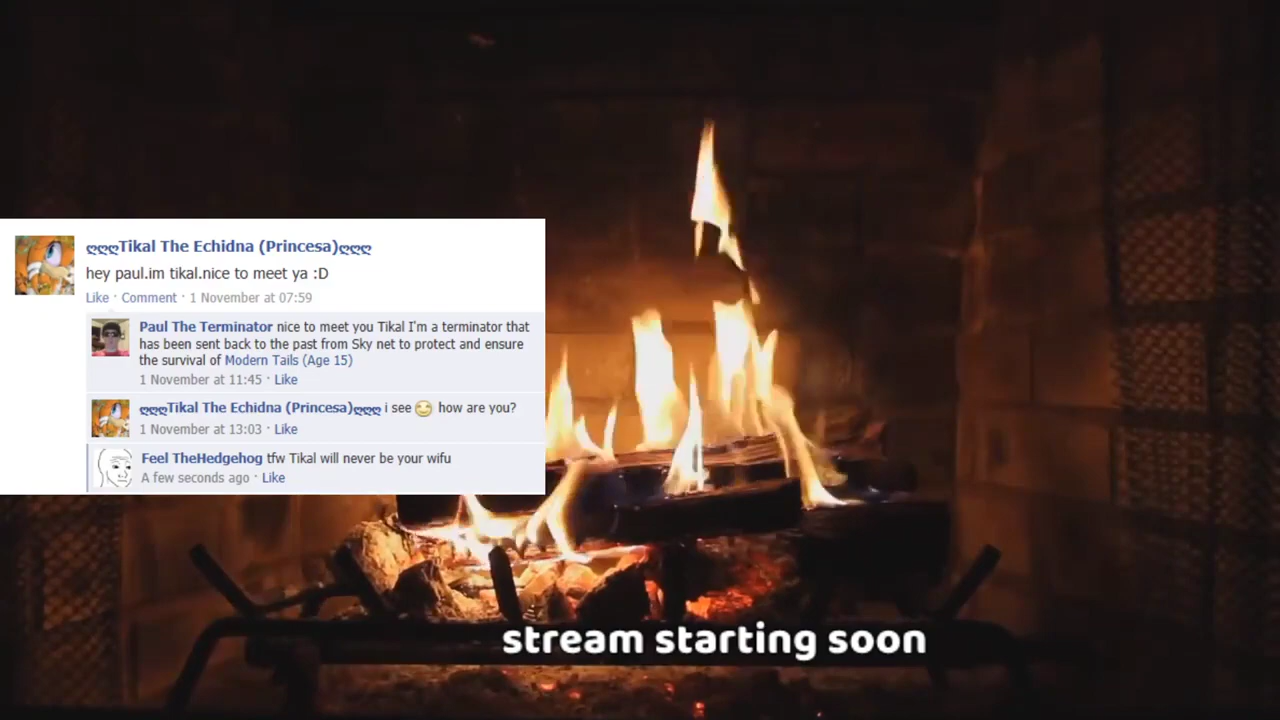 ღღღTikal The Echidna (Princesa)ღღღ
hey paul.im tikal.nice to meet ya :D
Like · Comment · 1 November at 07:59
Paul The Terminator nice to meet you Tikal I'm a terminator that
has been sent back to the past from Sky net to protect and ensure
the survival of Modern Tails (Age 15)
1 November at 11:45 · Like
ღღღTikal The Echidna (Princesa)ღღღ i see how are you?
1 November at 13:03 · Like
Feel TheHedgehog tfw Tikal will never be your wifu
A few seconds ago · Like
stream starting soon